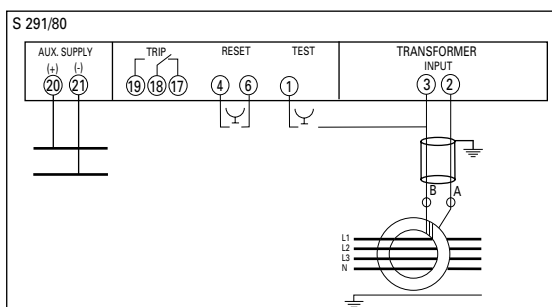 S 291/80
AUX. SUPPLY TRIP RESET TEST TRANSFORMER
INPUT
(+) (-)
20 21 19 18 17 4 6 1 3 2
B A
L1
L2
L3
N